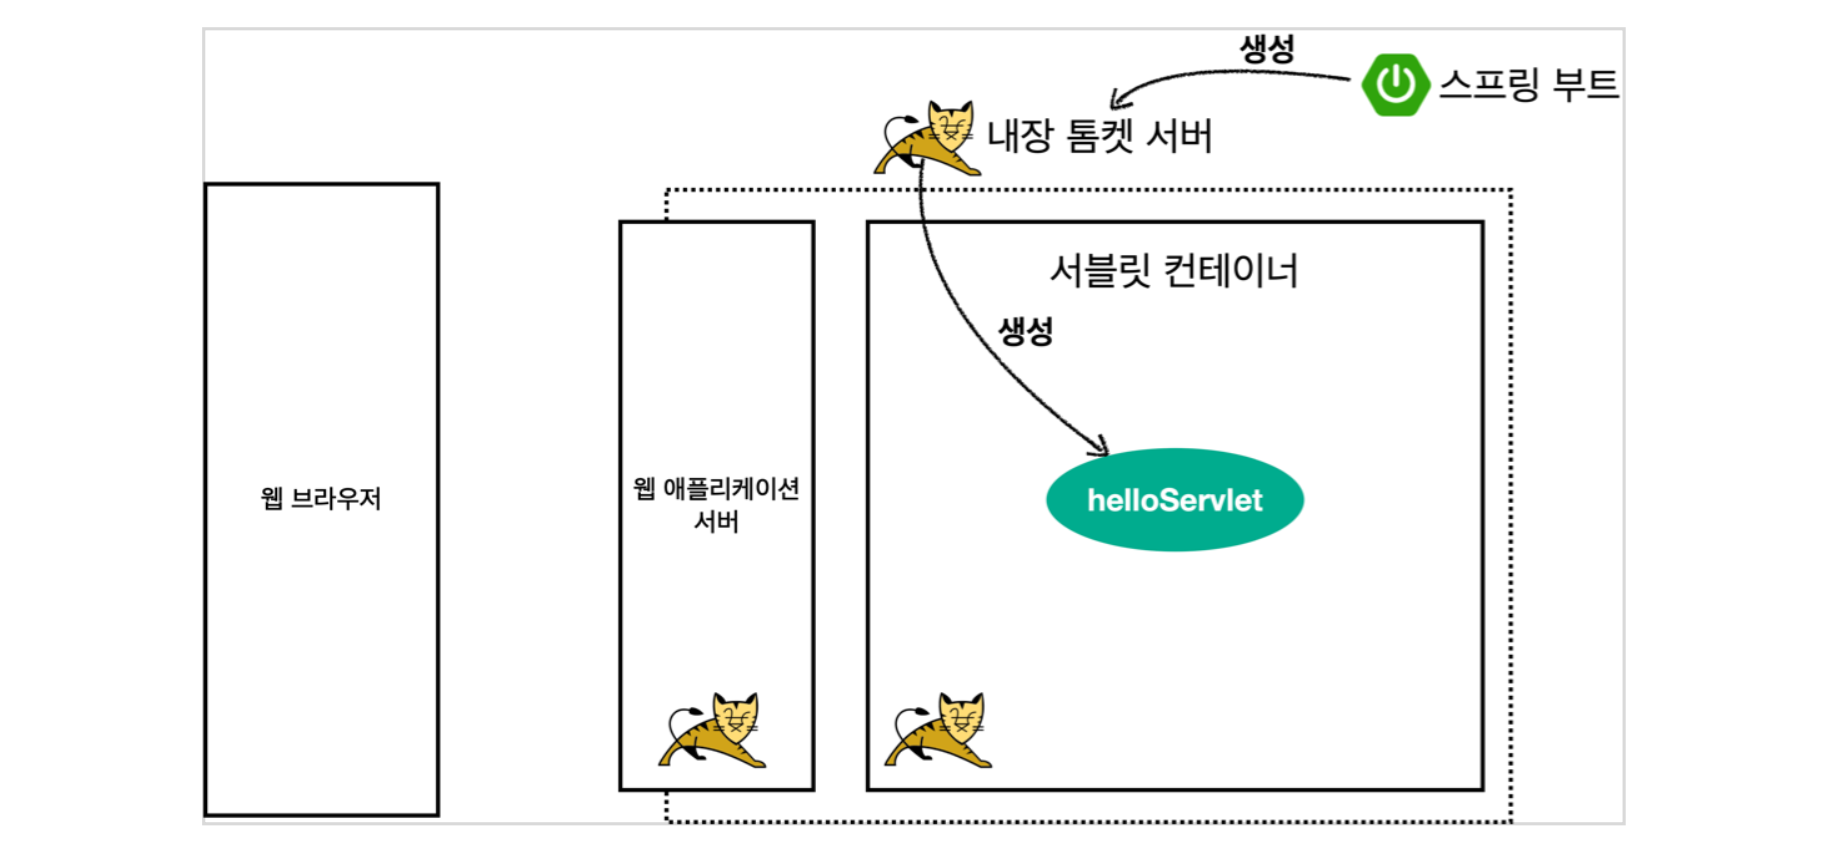 생성
스프링 부트
내장 톰켓 서버
서블릿 컨테이너
생성
웹 브라우저
웹 애플리케이션
서버
helloServlet